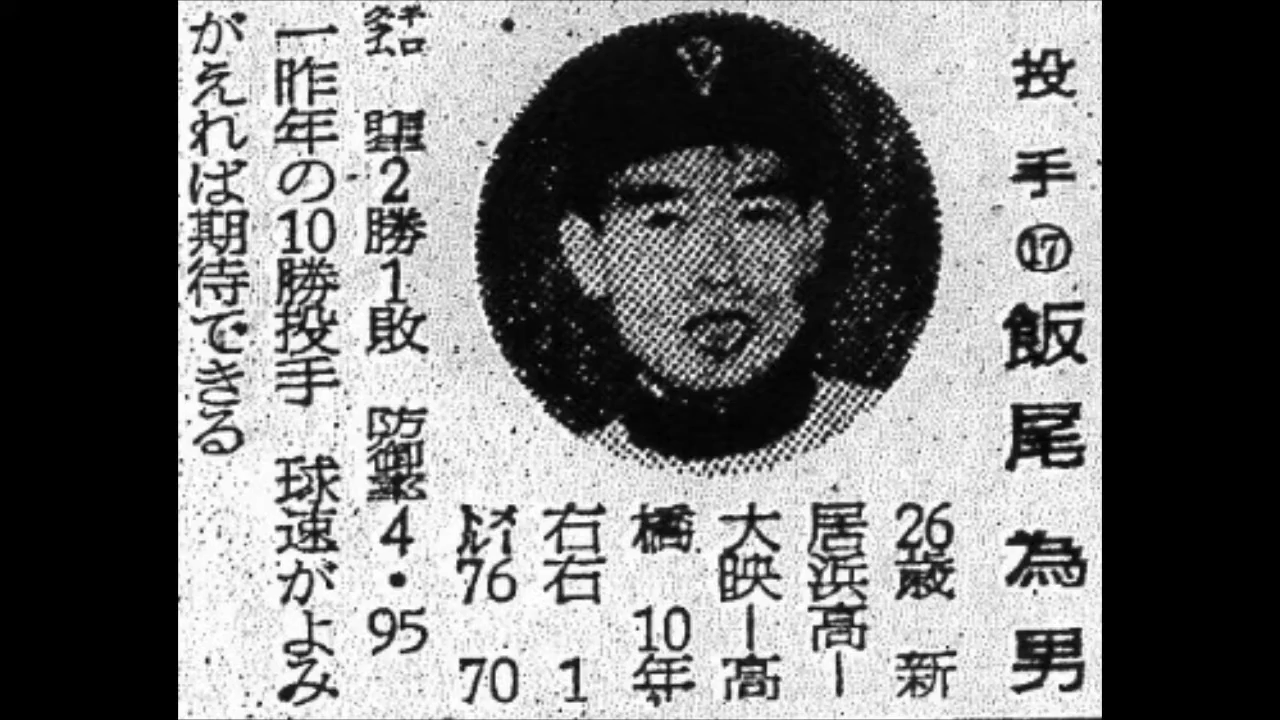 投手⑰飯尾為男
26歳 新
居浜高ー
大映ー高
橋 10年
右右 1
メートル76 70
2勝1敗 防御率4・95
一昨年の10勝投手 球速がよみ
がえれば期待できる